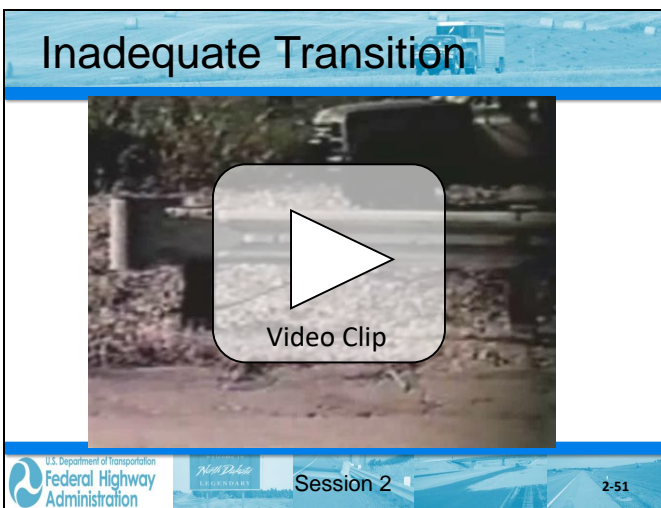 Inadequate Transition
Video Clip
U.S. Department of Transportation
Federal Highway
Administration
North Dakota
LEGENDARY
Session 2
2-51